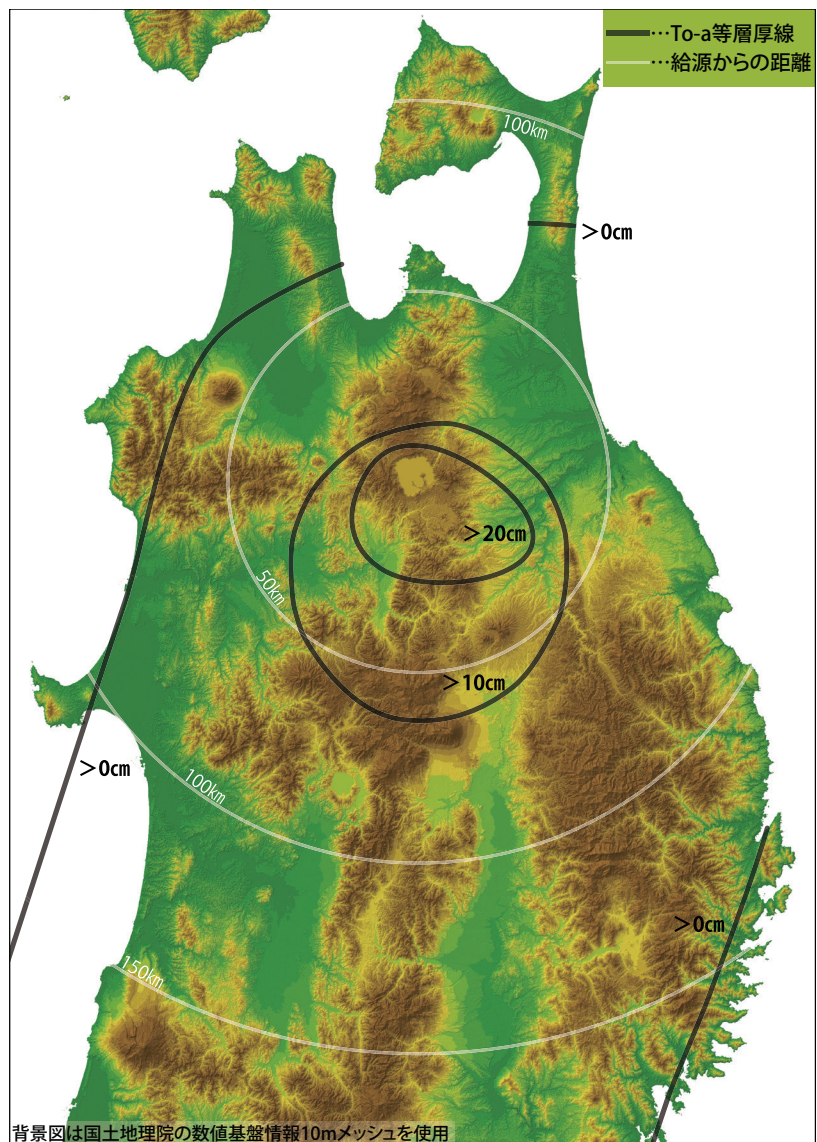 …To-a等層厚線
…給源からの距離
100km
＞0cm
＞20cm
50km
＞10cm
＞0cm
100km
＞0cm
150km
背景図は国土地理院の数値基盤情報10mメッシュを使用